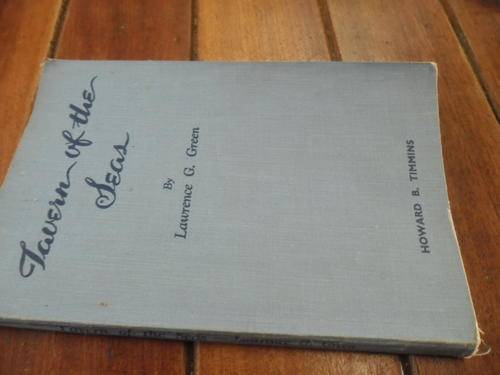 Tavern of the
Seas
By
Lawrence G. Green
HOWARD B. TIMMINS